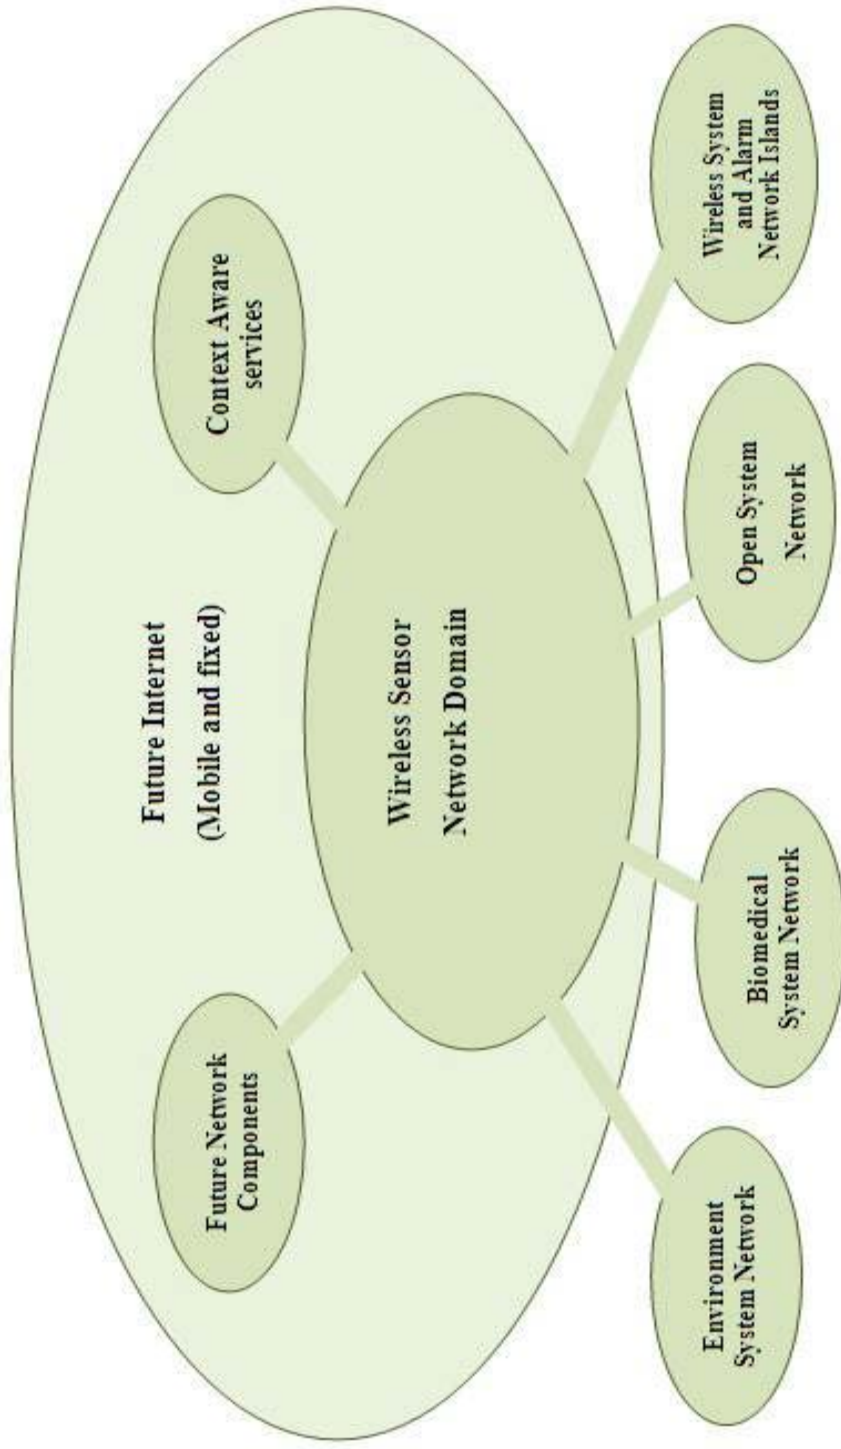 Future Internet
(Mobile and fixed)
Future Network
Components
Context Aware
services
Wireless Sensor
Network Domain
Environment
System Network
Biomedical
System Network
Open System
Network
Wireless System
and Alarm
Network Islands